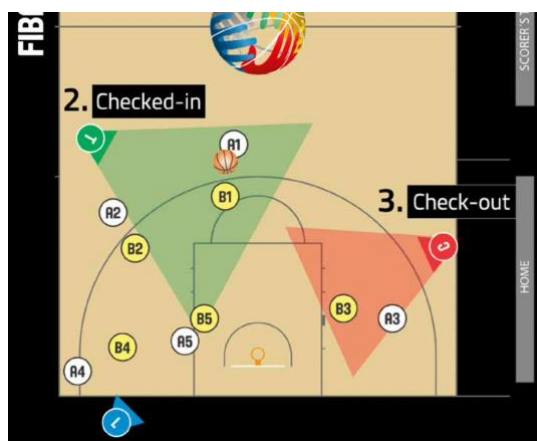 FIB
SCORER'S T
2. Checked-in
T
A1
B1
3. Check-out
A2
B2
C
HOME
B5
B3
A3
A5
B4
A4
L